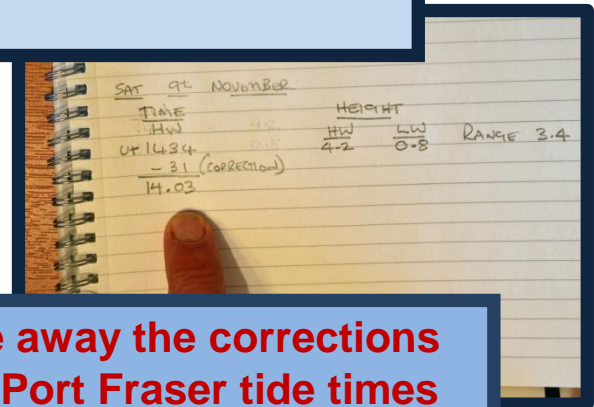 SAT 9th NOVEMBER
TIME HEIGHT
HW HW LW RANGE 3.4
UT 1434 4.2 0.8
- 31 (CORRECTION)
14.03
away the corrections
Port Fraser tide times